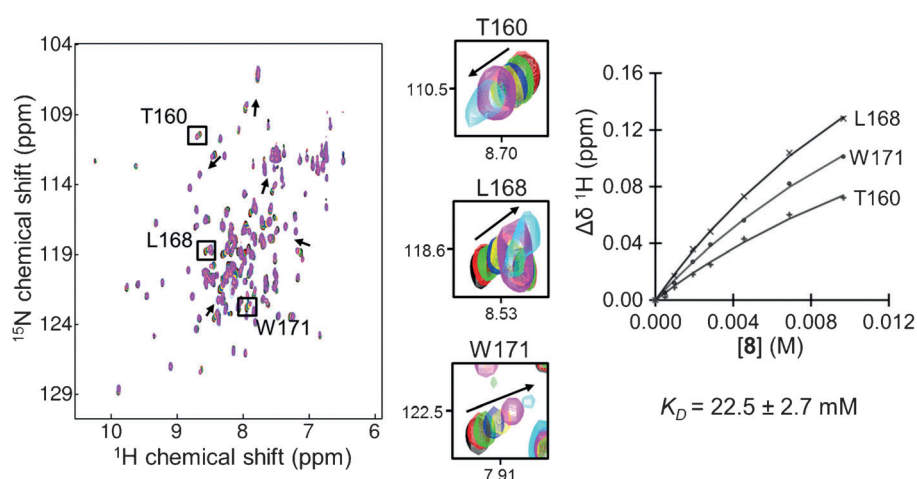 104
109
114
119
124
129
15N chemical shift (ppm)
10
9
8
7
6
1H chemical shift (ppm)
T160
L168
W171
T160
110.5
8.70
L168
118.6
8.53
W171
122.5
7.91
0.16
0.12
0.08
0.04
0.00
Δδ 1H (ppm)
L168
W171
T160
0.000
0.004
0.008
0.012
[8] (M)
KD = 22.5 ± 2.7 mM